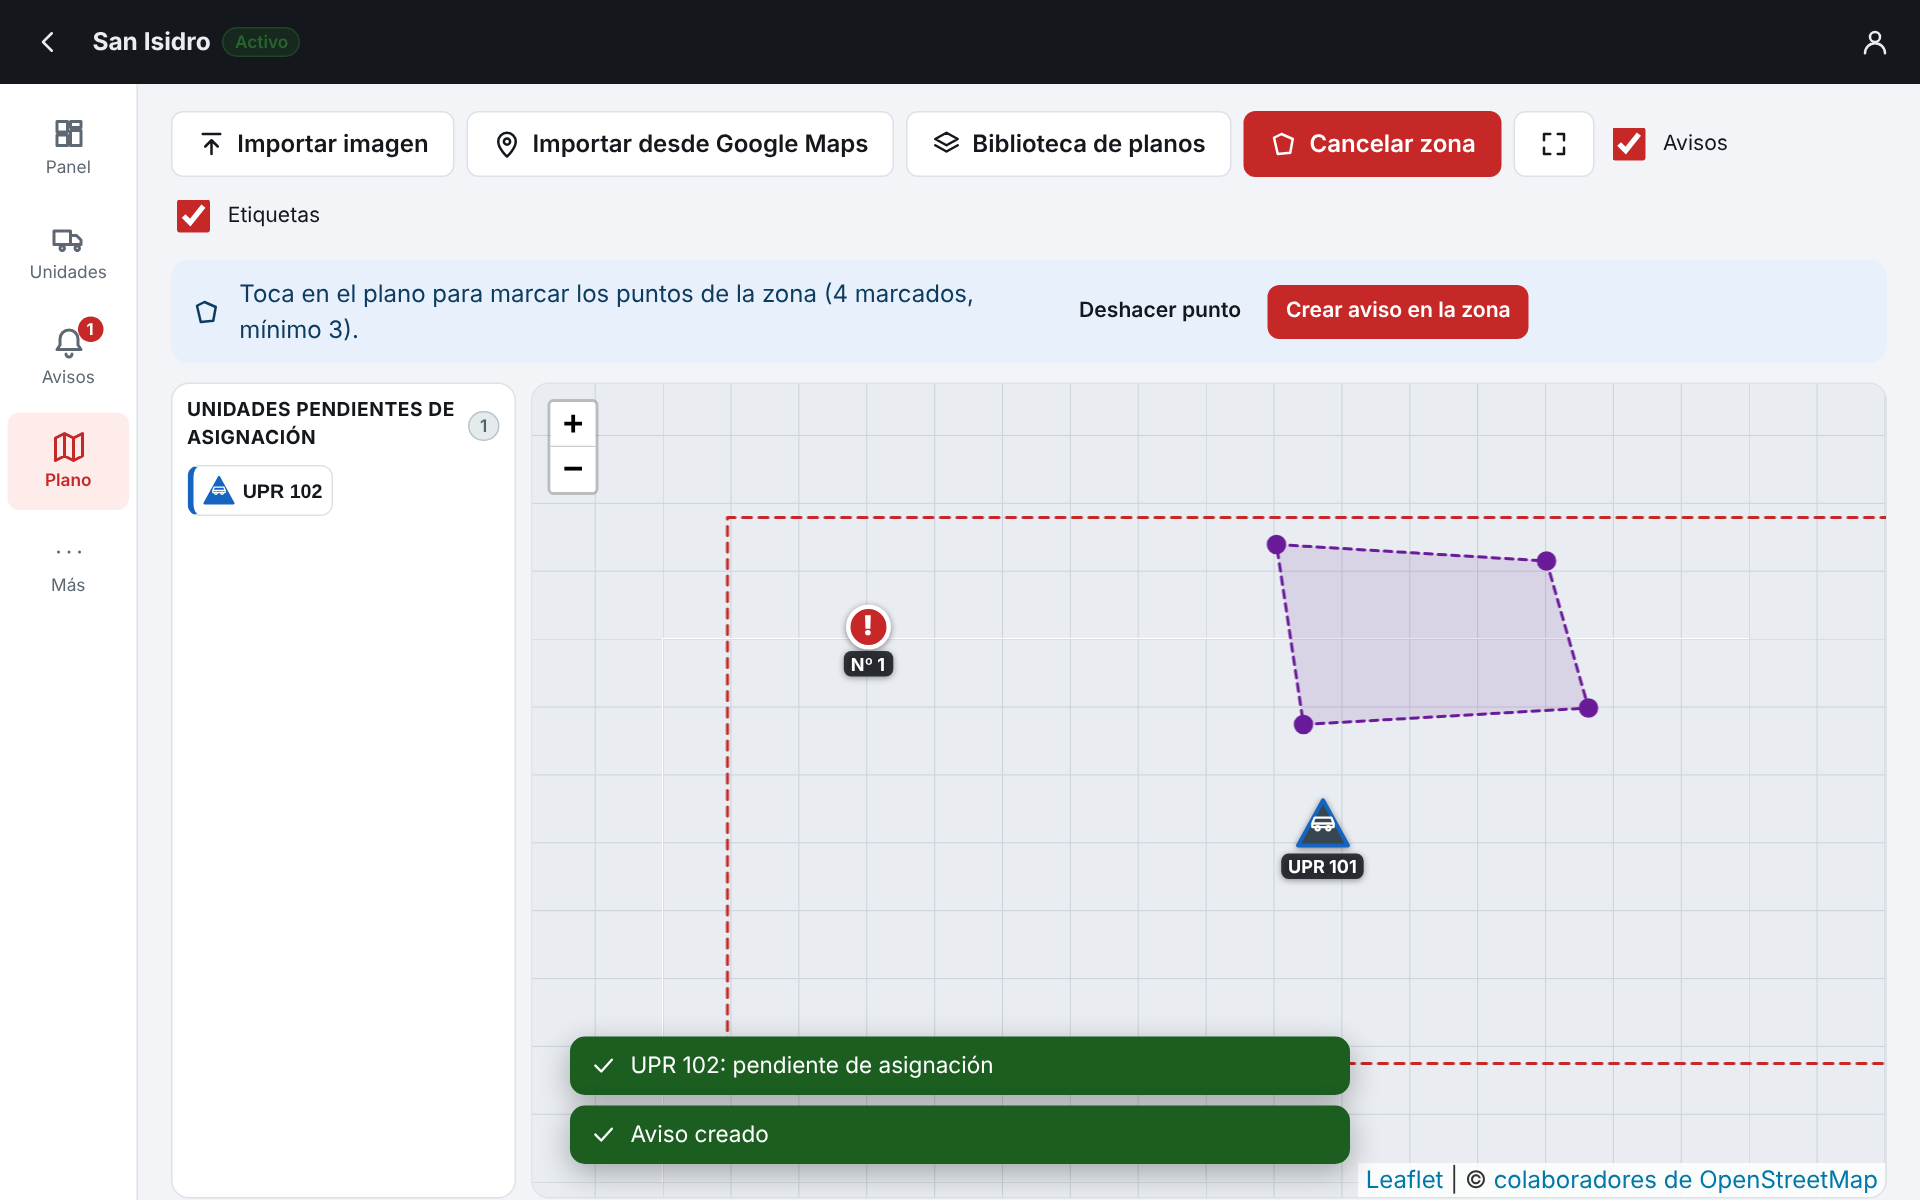 San Isidro
Activo
Panel
Unidades
1
Avisos
Plano
Más
Importar imagen
Importar desde Google Maps
Biblioteca de planos
Cancelar zona
Avisos
Etiquetas
Toca en el plano para marcar los puntos de la zona (4 marcados,
mínimo 3).
Deshacer punto
Crear aviso en la zona
UNIDADES PENDIENTES DE
ASIGNACIÓN
1
UPR 102
+
−
!
Nº 1
UPR 101
UPR 102: pendiente de asignación
Aviso creado
Leaflet | © colaboradores de OpenStreetMap